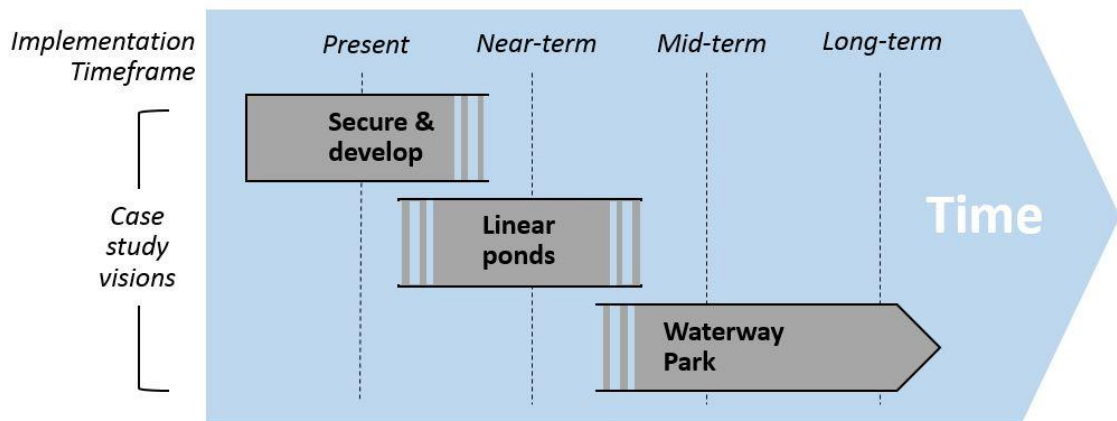 Implementation
Timeframe
Present
Near-term
Mid-term
Long-term
Secure &
develop
Case
study
visions
Linear
ponds
Time
Waterway
Park